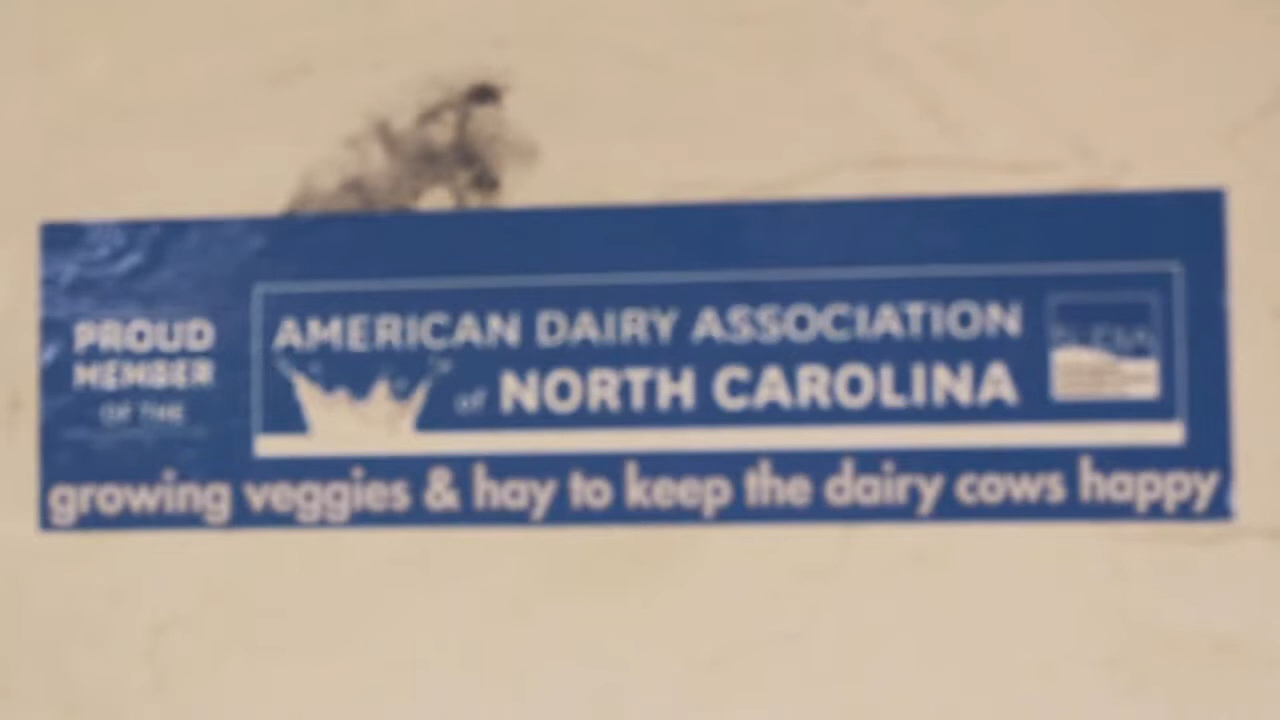 PROUD
MEMBER
OF THE
AMERICAN DAIRY ASSOCIATION
of NORTH CAROLINA
growing veggies & hay to keep the dairy cows happy